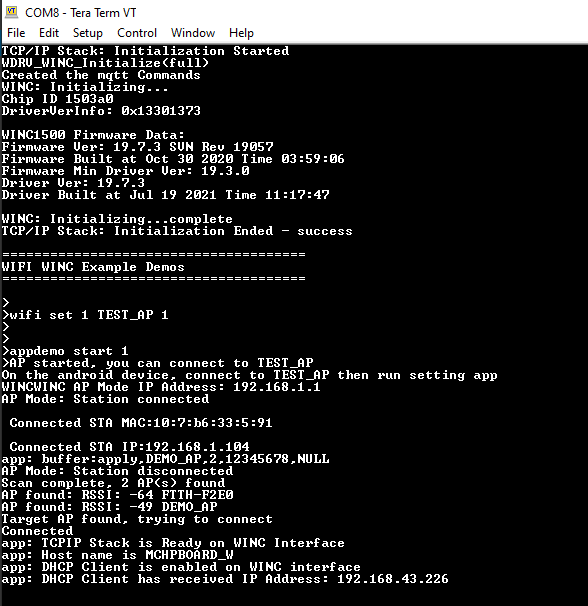 COM8 - Tera Term VT
File Edit Setup Control Window Help
TCP/IP Stack: Initialization Started
WDRV_WINC_Initialize(full)
Created the mqtt Commands
WINC: Initializing...
Chip ID 1503a0
DriverVerInfo: 0x13301373
WINC1500 Firmware Data:
Firmware Ver: 19.7.3 SVN Rev 19057
Firmware Built at Oct 30 2020 Time 03:59:06
Firmware Min Driver Ver: 19.3.0
Driver Ver: 19.7.3
Driver Built at Jul 19 2021 Time 11:17:47
WINC: Initializing...complete
TCP/IP Stack: Initialization Ended - success
======================================
WIFI WINC Example Demos
======================================
>
>wifi set 1 TEST_AP 1
>
>
>appdemo start 1
>AP started, you can connect to TEST_AP
On the android device, connect to TEST_AP then run setting app
WINCWINC AP Mode IP Address: 192.168.1.1
AP Mode: Station connected
Connected STA MAC:10:7:b6:33:5:91
Connected STA IP:192.168.1.104
app: buffer:apply,DEMO_AP,2,12345678,NULL
AP Mode: Station disconnected
Scan complete, 2 AP(s) found
AP found: RSSI: -64 FTTH-F2E0
AP found: RSSI: -49 DEMO_AP
Target AP found, trying to connect
Connected
app: TCPIP Stack is Ready on WINC Interface
app: Host name is MCHPBOARD_W
app: DHCP Client is enabled on WINC interface
app: DHCP Client has received IP Address: 192.168.43.226